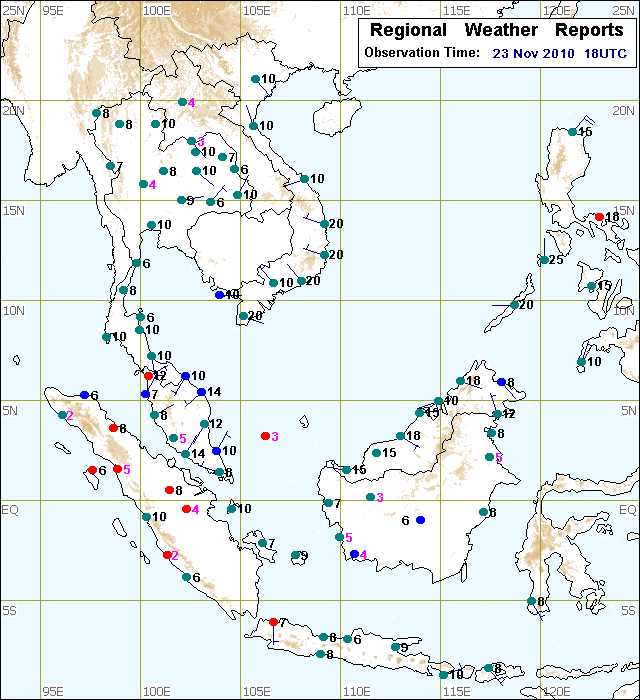 25N 95E 100E 105E 110E 115E 120E 25N
Regional Weather Reports
Observation Time: 23 Nov 2010 18UTC
10
4
20N 20N
8 8 10 10 15
3
10 7
7 8 10 6
4 10
15N 9 6 10 15N
10 20 18
6 20 25
8 10 20 15
10
10N 20 20 10N
6
10 10
10 10
12 10 18 8
6 7 14 10
5N 2 8 15 12 5N
8 12
5 18 8
3
14 10 15 5
6 5 8 15
8 3
EQ 4 10 7 EQ
10 6 8
7 5
2 9 4
6
5S 8 5S
7
8 6 9
8
10 8
95E 100E 105E 110E 115E 120E